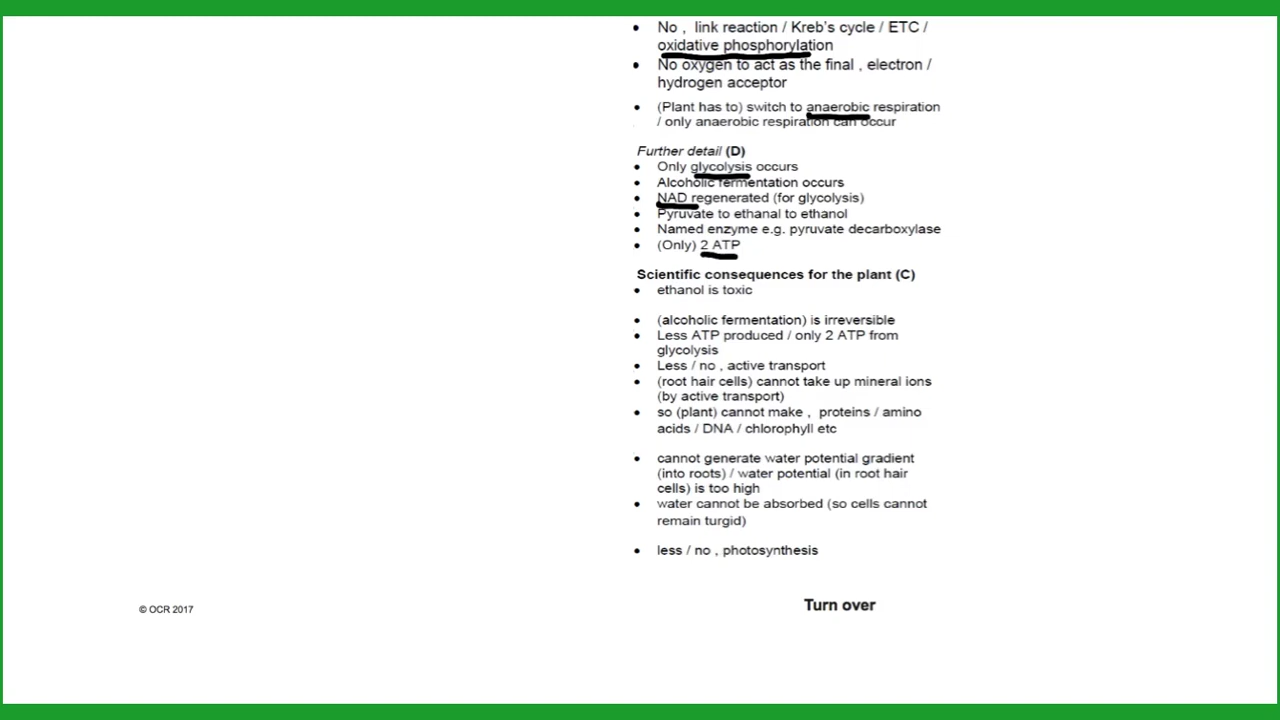 • No , link reaction / Kreb's cycle / ETC /
oxidative phosphorylation
• No oxygen to act as the final , electron /
hydrogen acceptor
• (Plant has to) switch to anaerobic respiration
/ only anaerobic respiration can occur
Further detail (D)
• Only glycolysis occurs
• Alcoholic fermentation occurs
• NAD regenerated (for glycolysis)
• Pyruvate to ethanal to ethanol
• Named enzyme e.g. pyruvate decarboxylase
• (Only) 2 ATP
Scientific consequences for the plant (C)
• ethanol is toxic
• (alcoholic fermentation) is irreversible
• Less ATP produced / only 2 ATP from
glycolysis
• Less / no , active transport
• (root hair cells) cannot take up mineral ions
(by active transport)
• so (plant) cannot make , proteins / amino
acids / DNA / chlorophyll etc
• cannot generate water potential gradient
(into roots) / water potential (in root hair
cells) is too high
• water cannot be absorbed (so cells cannot
remain turgid)
• less / no , photosynthesis
© OCR 2017
Turn over